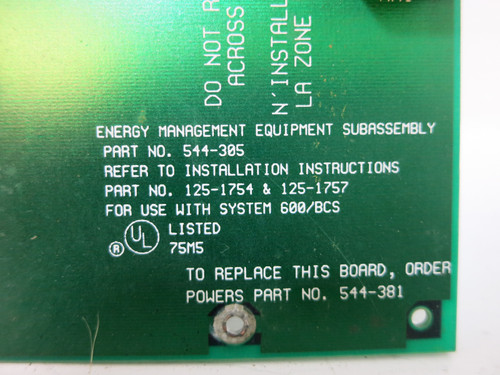 DO NOT R
ACROSS
N'INSTALL
LA ZONE
ENERGY MANAGEMENT EQUIPMENT SUBASSEMBLY
PART NO. 544-305
REFER TO INSTALLATION INSTRUCTIONS
PART NO. 125-1754 & 125-1757
FOR USE WITH SYSTEM 600/BCS
® UL LISTED
75M5
TO REPLACE THIS BOARD, ORDER
POWERS PART NO. 544-381